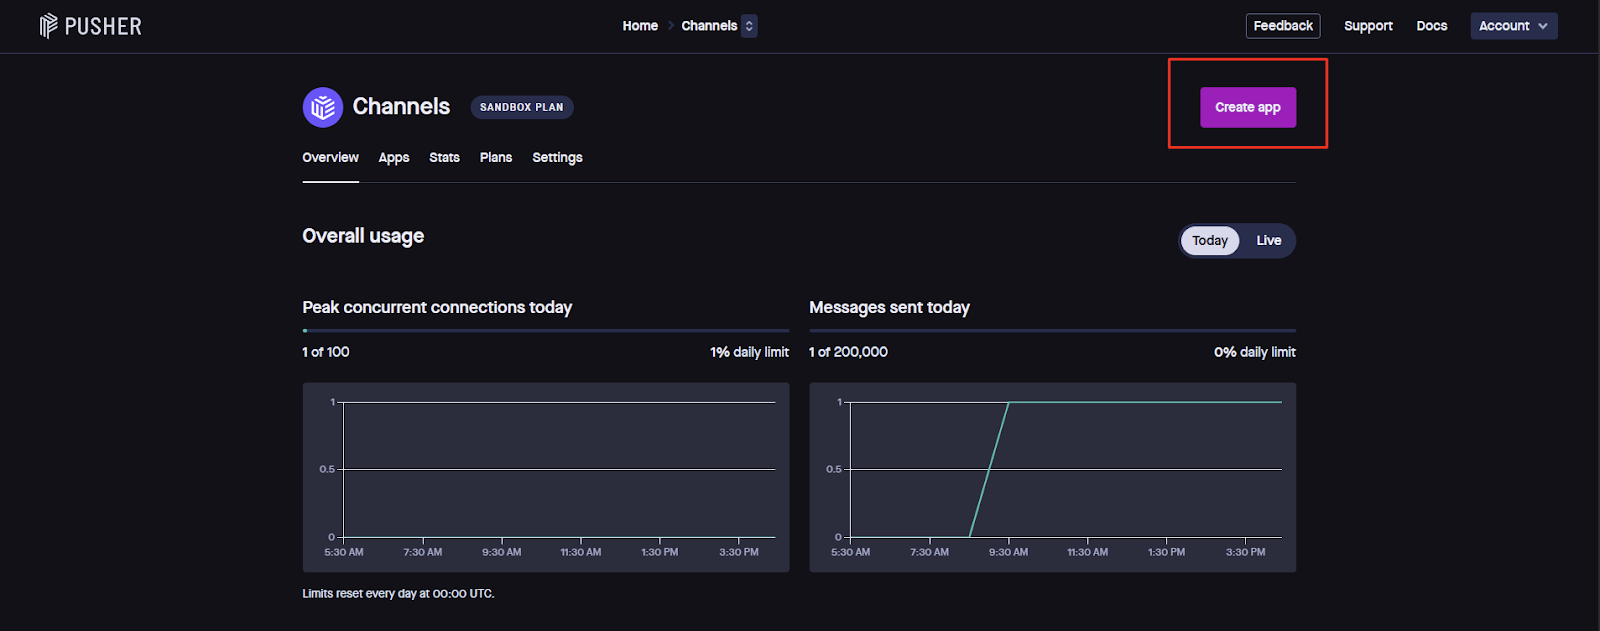 PUSHER
Home Channels
Feedback Support Docs Account
Channels SANDBOX PLAN
Create app
Overview Apps Stats Plans Settings
Overall usage
Today Live
Peak concurrent connections today
1 of 100 1% daily limit
1
0.5
0
5:30 AM 7:30 AM 9:30 AM 11:30 AM 1:30 PM 3:30 PM
Messages sent today
1 of 200,000 0% daily limit
1
0.5
0
5:30 AM 7:30 AM 9:30 AM 11:30 AM 1:30 PM 3:30 PM
Limits reset every day at 00:00 UTC.